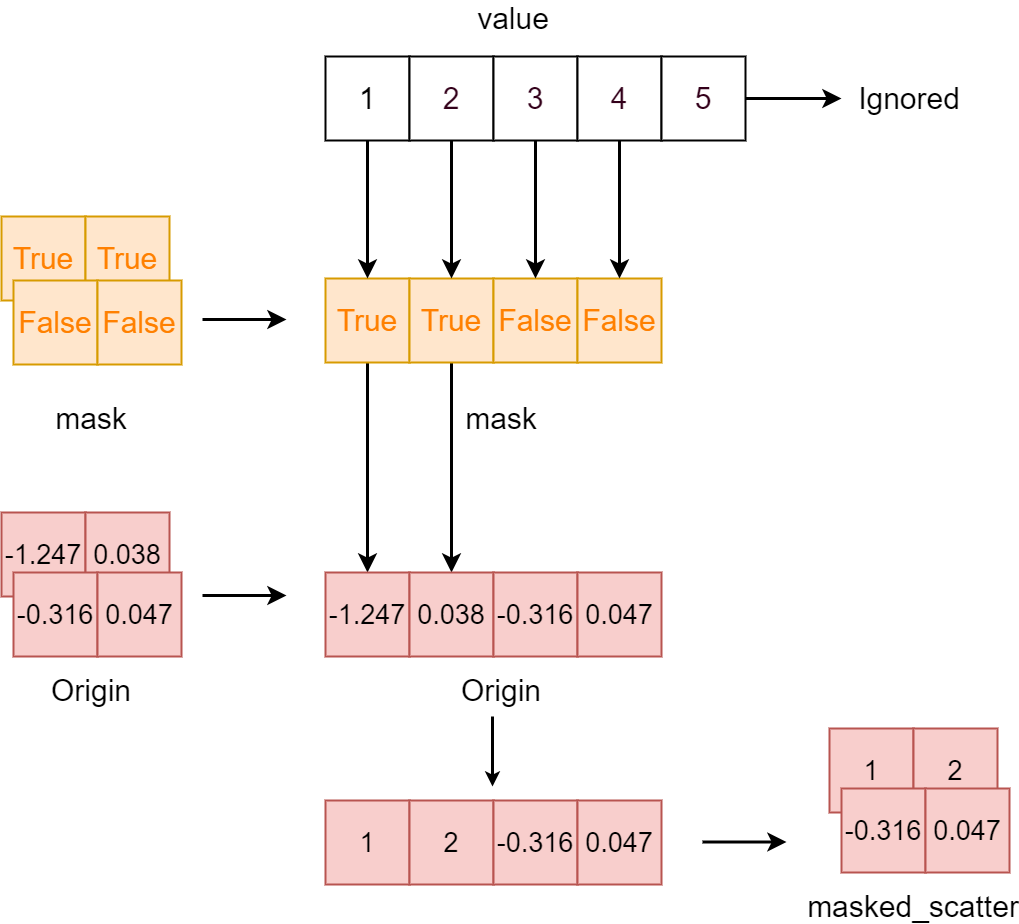 value
1 2 3 4 5
Ignored
True True
False False
mask
True True False False
mask
-1.247 0.038
-0.316 0.047
Origin
-1.247 0.038 -0.316 0.047
Origin
1 2 -0.316 0.047
1 2
-0.316 0.047
masked_scatter